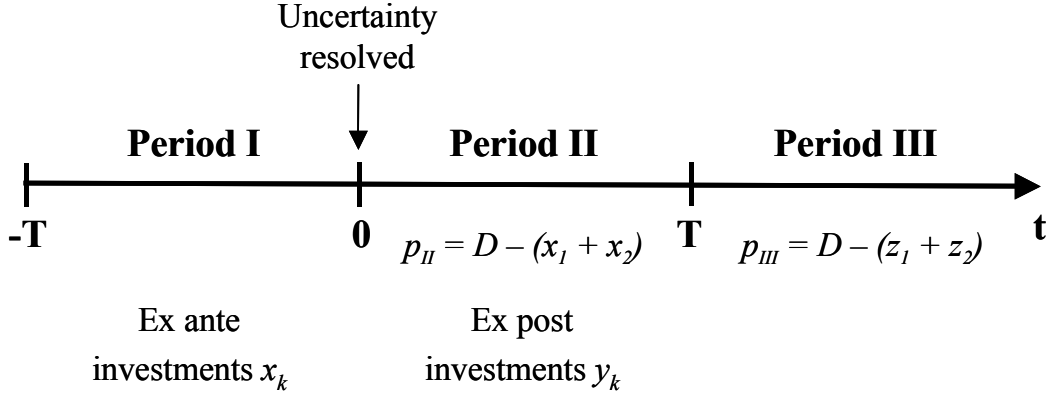 Uncertainty
resolved
Period I Period II Period III
-T 0 p_II = D – (x_1 + x_2) T p_III = D – (z_1 + z_2) t
Ex ante Ex post
investments x_k investments y_k